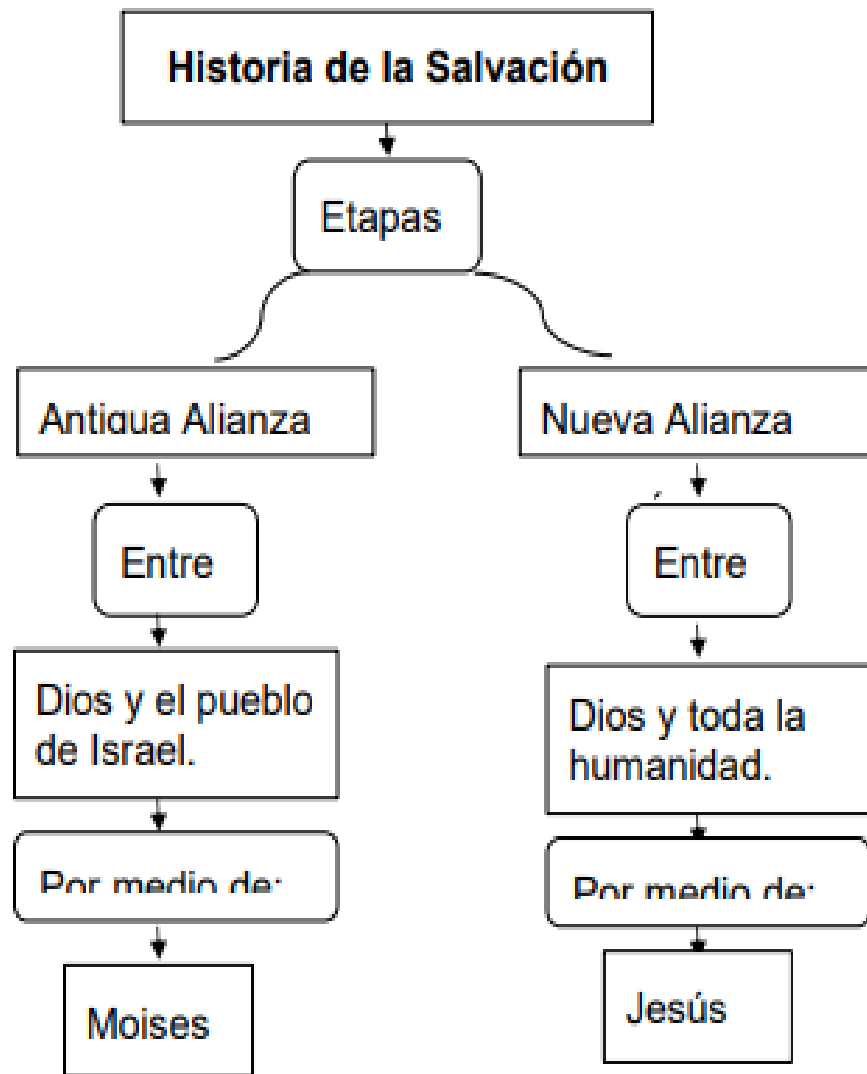 Historia de la Salvación
Etapas
Antigua Alianza
Entre
Dios y el pueblo
de Israel.
Por medio de:
Moises
Nueva Alianza
Entre
Dios y toda la
humanidad.
Por medio de:
Jesús